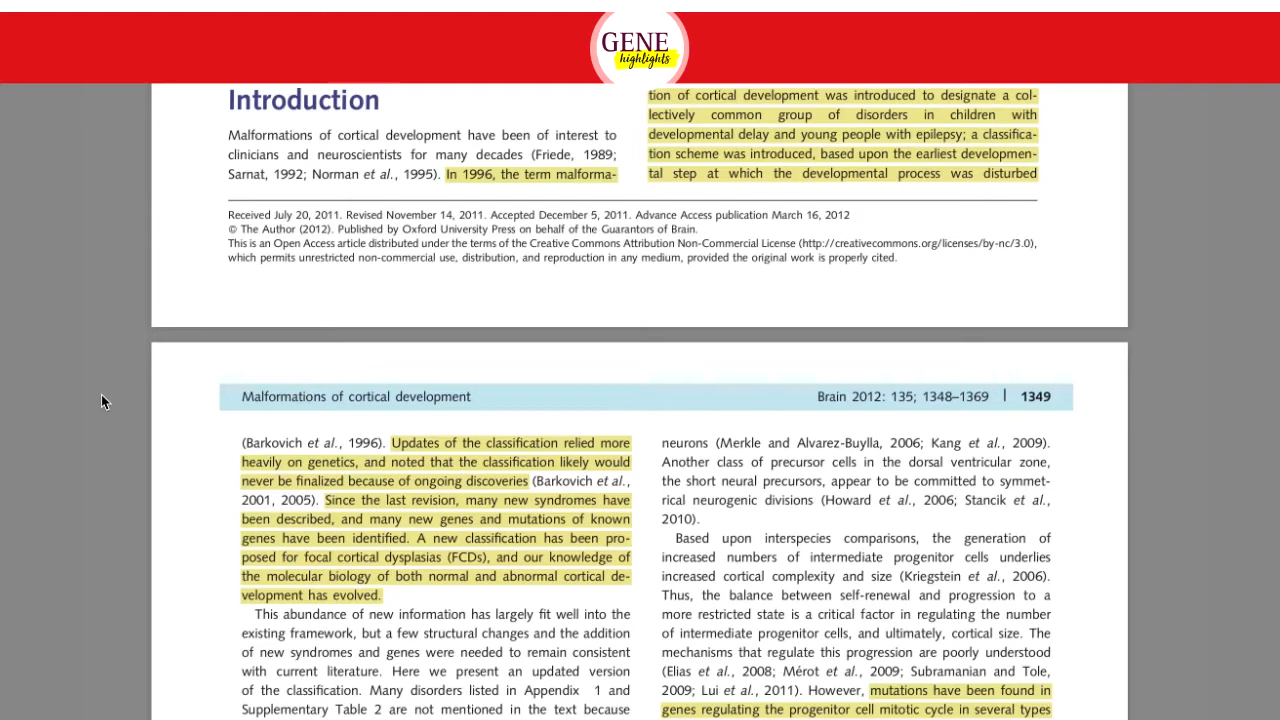 GENE
highlights
Introduction
Malformations of cortical development have been of interest to
clinicians and neuroscientists for many decades (Friede, 1989;
Sarnat, 1992; Norman et al., 1995). In 1996, the term malforma-
tion of cortical development was introduced to designate a col-
lectively common group of disorders in children with
developmental delay and young people with epilepsy; a classifica-
tion scheme was introduced, based upon the earliest developmen-
tal step at which the developmental process was disturbed
Received July 20, 2011. Revised November 14, 2011. Accepted December 5, 2011. Advance Access publication March 16, 2012
© The Author (2012). Published by Oxford University Press on behalf of the Guarantors of Brain.
This is an Open Access article distributed under the terms of the Creative Commons Attribution Non-Commercial License (http://creativecommons.org/licenses/by-nc/3.0),
which permits unrestricted non-commercial use, distribution, and reproduction in any medium, provided the original work is properly cited.
Malformations of cortical development
Brain 2012: 135; 1348–1369 | 1349
(Barkovich et al., 1996). Updates of the classification relied more
heavily on genetics, and noted that the classification likely would
never be finalized because of ongoing discoveries (Barkovich et al.,
2001, 2005). Since the last revision, many new syndromes have
been described, and many new genes and mutations of known
genes have been identified. A new classification has been pro-
posed for focal cortical dysplasias (FCDs), and our knowledge of
the molecular biology of both normal and abnormal cortical de-
velopment has evolved.
This abundance of new information has largely fit well into the
existing framework, but a few structural changes and the addition
of new syndromes and genes were needed to remain consistent
with current literature. Here we present an updated version
of the classification. Many disorders listed in Appendix 1 and
Supplementary Table 2 are not mentioned in the text because
neurons (Merkle and Alvarez-Buylla, 2006; Kang et al., 2009).
Another class of precursor cells in the dorsal ventricular zone,
the short neural precursors, appear to be committed to symmet-
rical neurogenic divisions (Howard et al., 2006; Stancik et al.,
2010).
Based upon interspecies comparisons, the generation of
increased numbers of intermediate progenitor cells underlies
increased cortical complexity and size (Kriegstein et al., 2006).
Thus, the balance between self-renewal and progression to a
more restricted state is a critical factor in regulating the number
of intermediate progenitor cells, and ultimately, cortical size. The
mechanisms that regulate this progression are poorly understood
(Elias et al., 2008; Mérot et al., 2009; Subramanian and Tole,
2009; Lui et al., 2011). However, mutations have been found in
genes regulating the progenitor cell mitotic cycle in several types